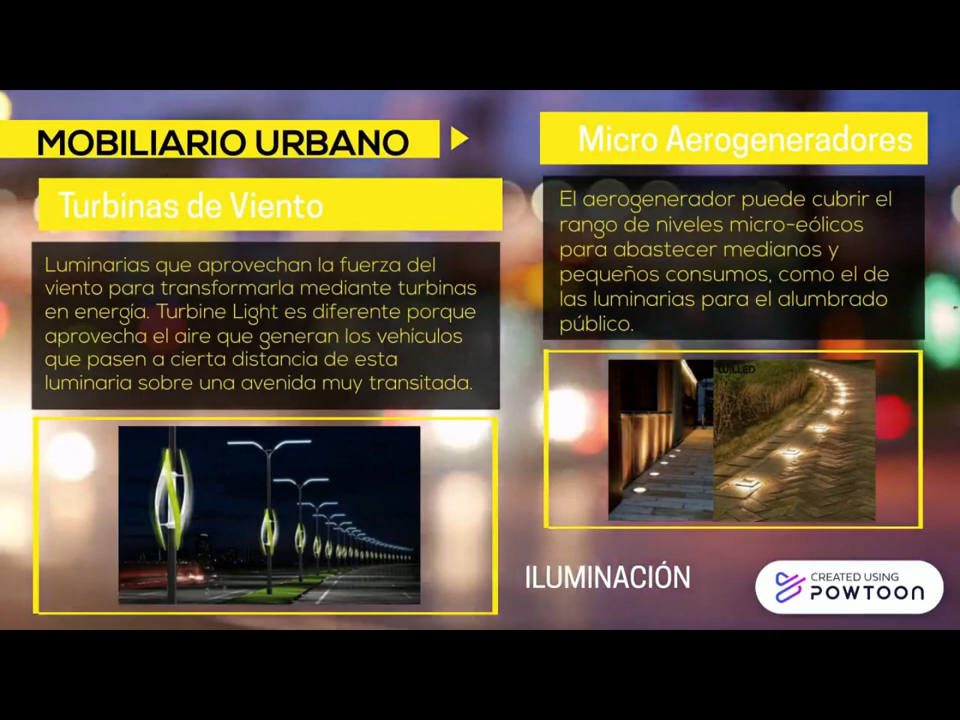 MOBILIARIO URBANO
Turbinas de Viento
Luminarias que aprovechan la fuerza del
viento para transformarla mediante turbinas
en energía. Turbine Light es diferente porque
aprovecha el aire que generan los vehículos
que pasen a cierta distancia de esta
luminaria sobre una avenida muy transitada.
Micro Aerogeneradores
El aerogenerador puede cubrir el
rango de niveles micro-eólicos
para abastecer medianos y
pequeños consumos, como el de
las luminarias para el alumbrado
público.
ILUMINACIÓN
CREATED USING
POWTOON